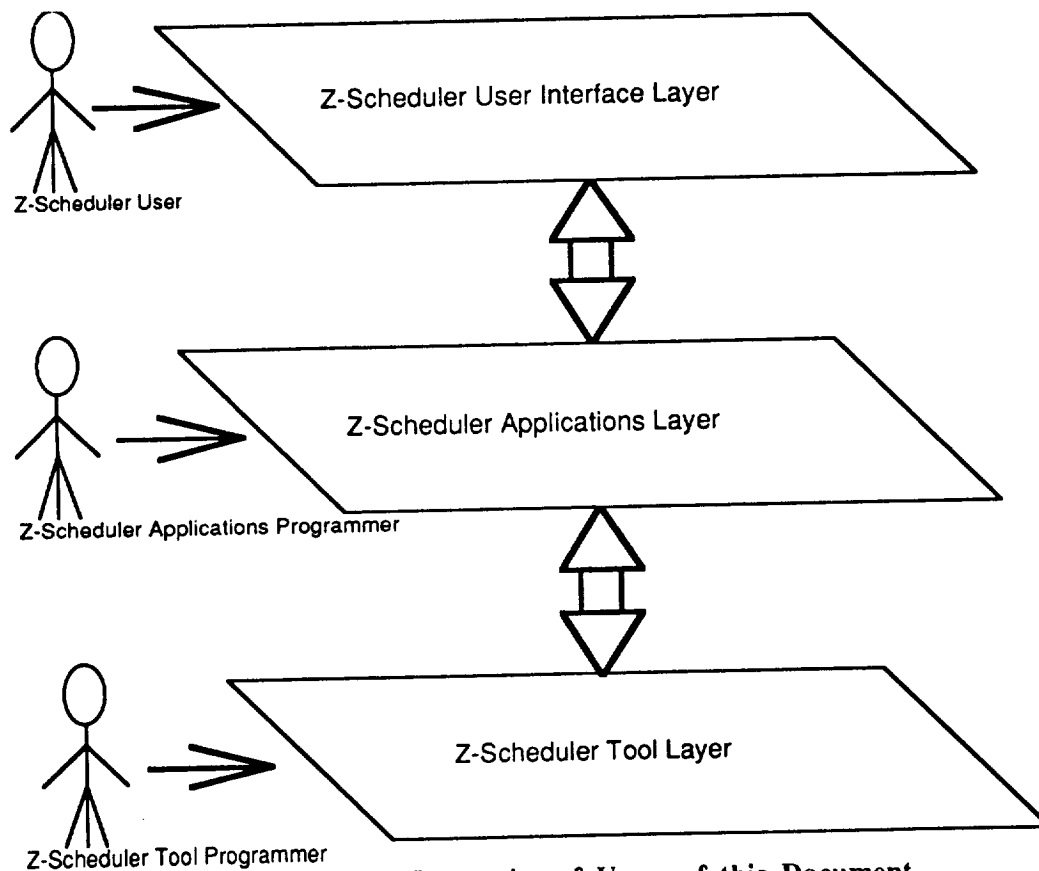 Z-Scheduler User Interface Layer
Z-Scheduler User
Z-Scheduler Applications Layer
Z-Scheduler Applications Programmer
Z-Scheduler Tool Layer
Z-Scheduler Tool Programmer
of Users of this Document